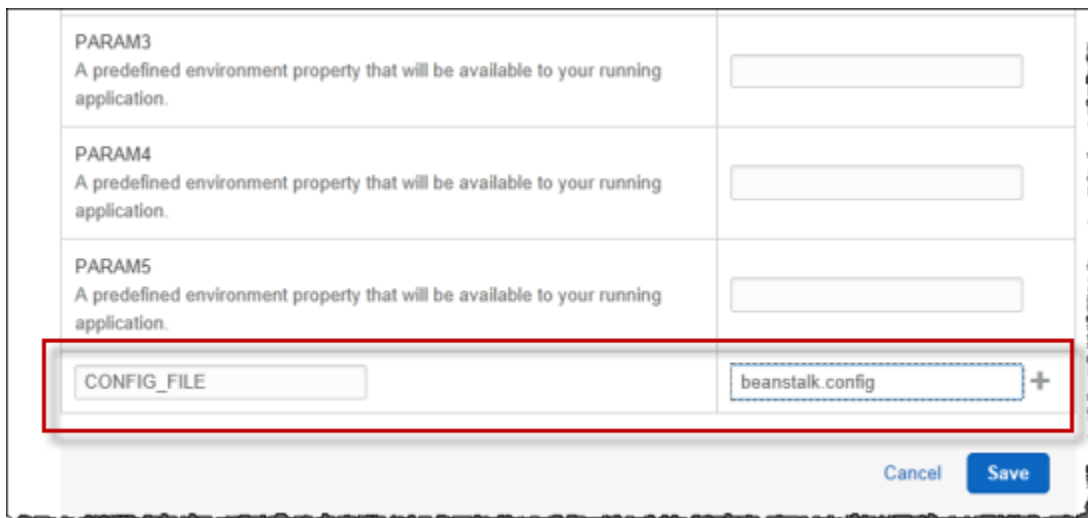 PARAM3
A predefined environment property that will be available to your running
application.
PARAM4
A predefined environment property that will be available to your running
application.
PARAM5
A predefined environment property that will be available to your running
application.
CONFIG_FILE
beanstalk.config
Cancel
Save